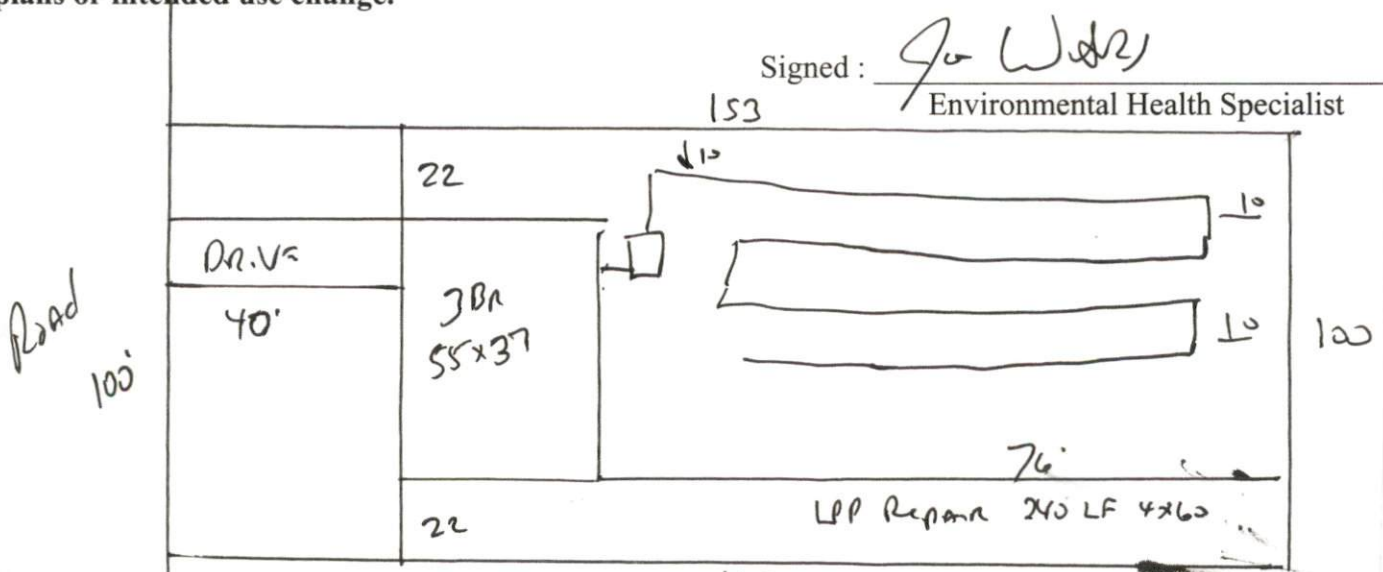 plans or intended use change.
Signed :
Environmental Health Specialist
153
22
↓10
10
DRIVE
40'
3BR
55x37
Road
100'
10
100
76'
LPP Repair 240 LF 4x60
22